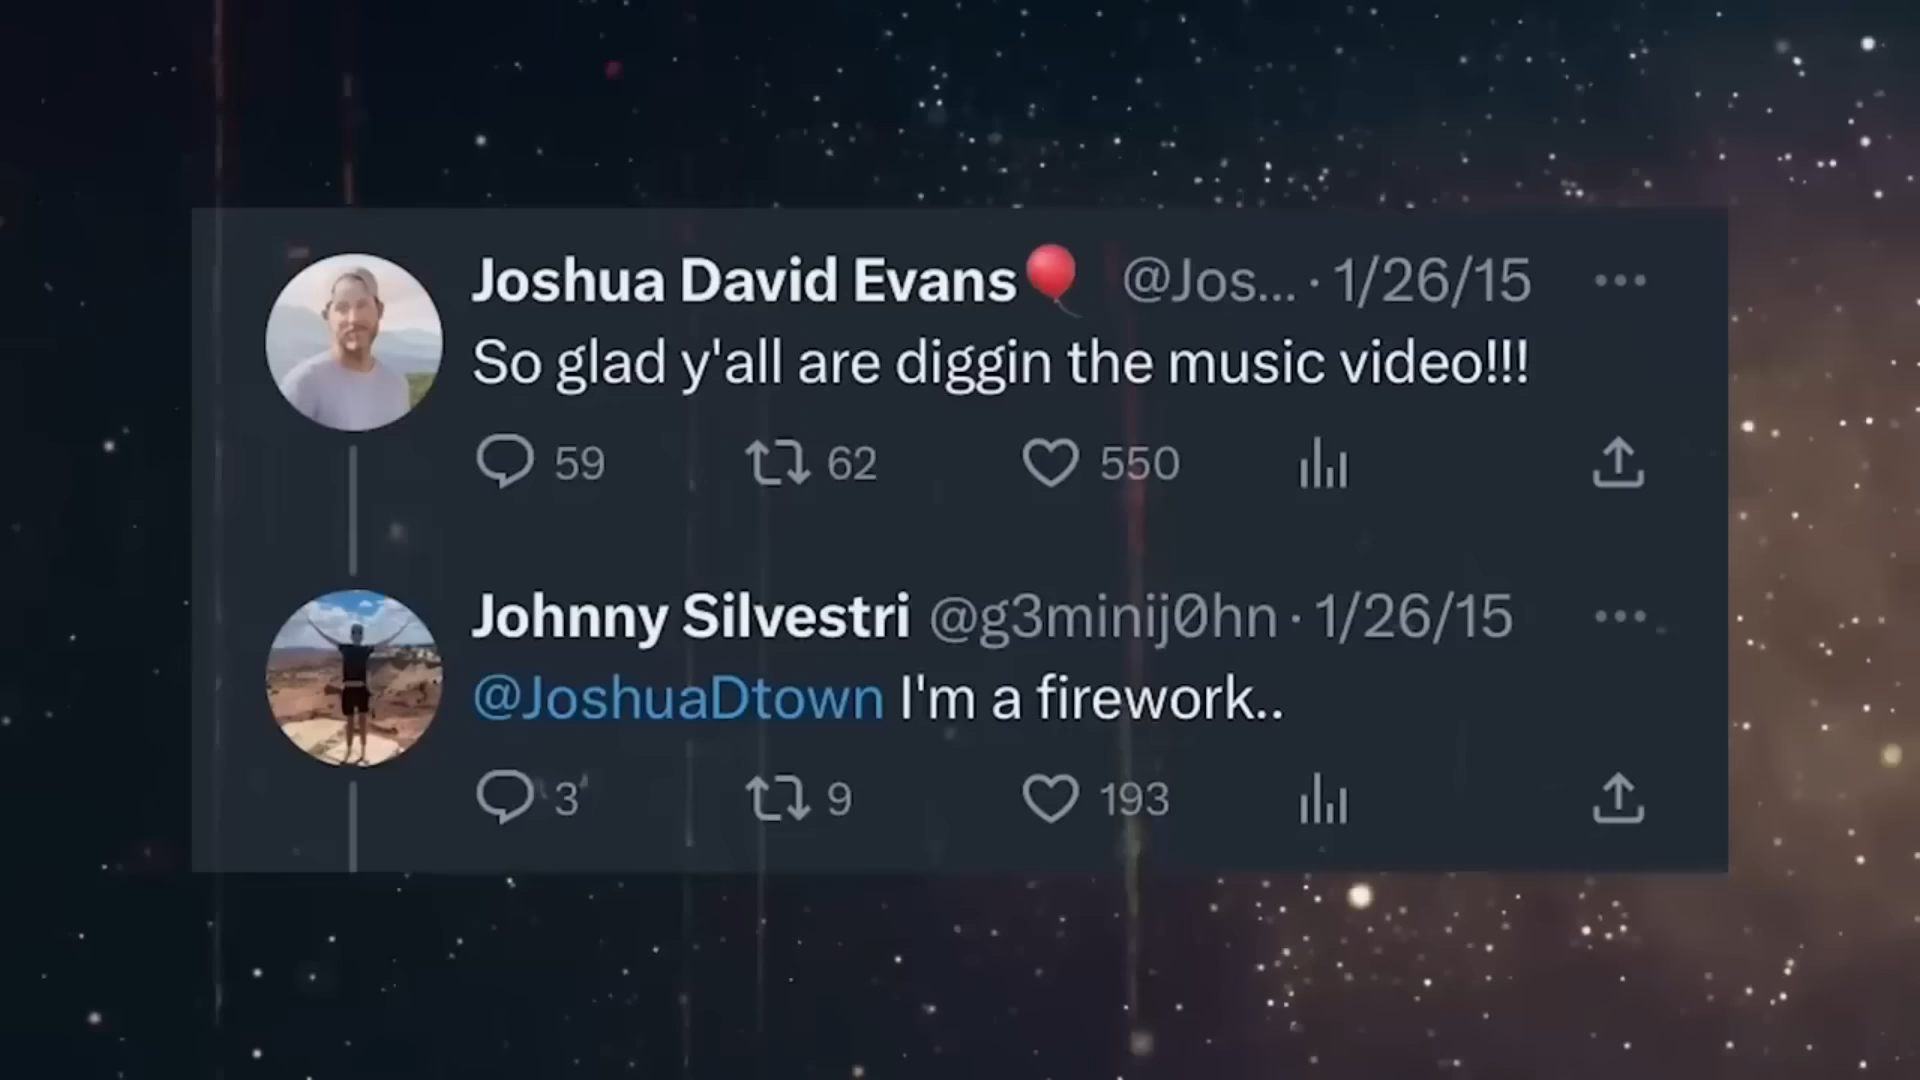 Joshua David Evans🎈 @Jos... · 1/26/15
So glad y'all are diggin the music video!!!
59 62 550
Johnny Silvestri @g3minij0hn · 1/26/15
@JoshuaDtown I'm a firework..
3 9 193